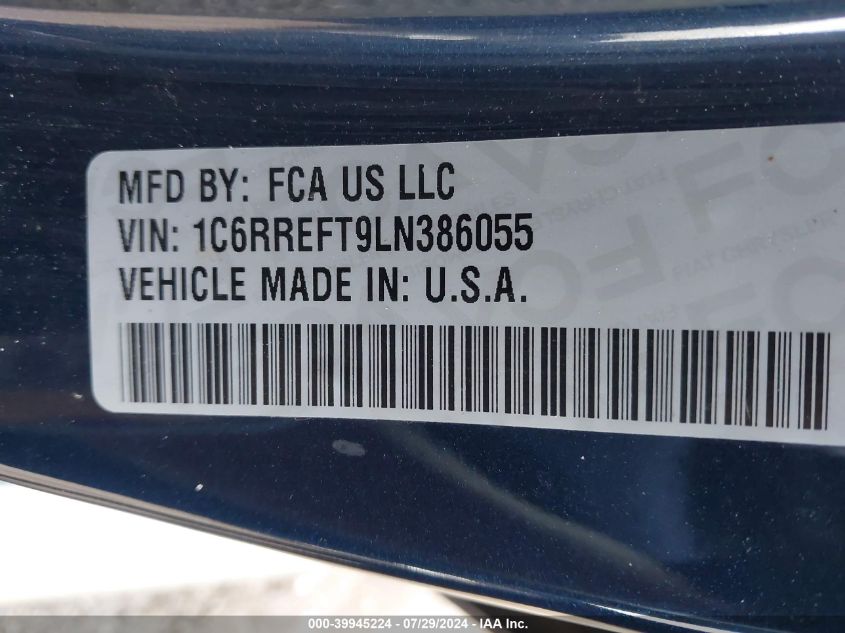 MFD BY: FCA US LLC
VIN: 1C6RREFT9LN386055
VEHICLE MADE IN: U.S.A.
000-39945224 - 07/29/2024 - IAA Inc.